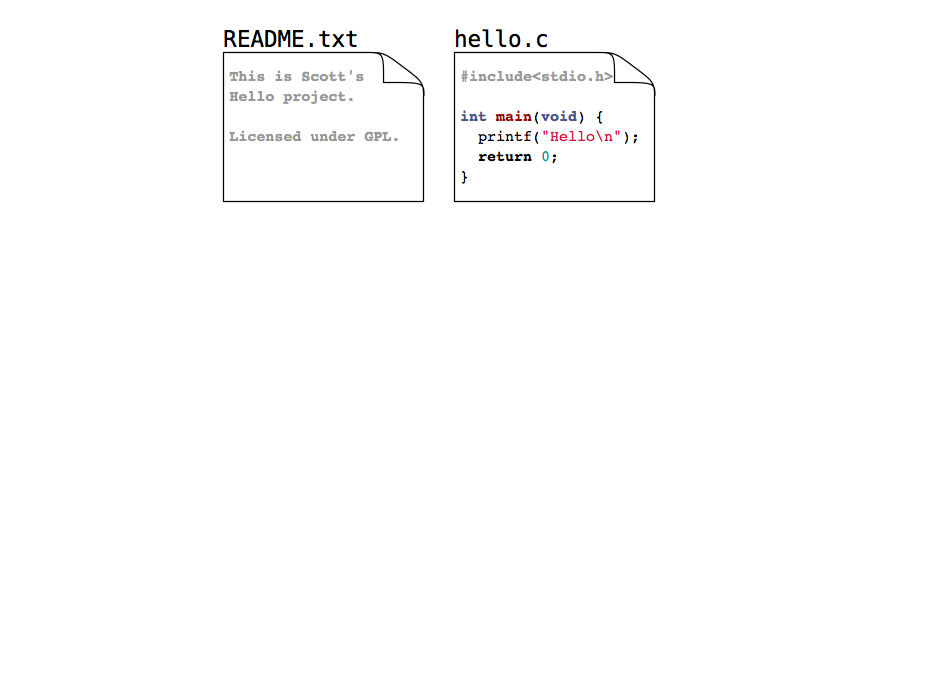 README.txt
This is Scott's
Hello project.
Licensed under GPL.
hello.c
#include<stdio.h>
int main(void) {
  printf("Hello\n");
  return 0;
}